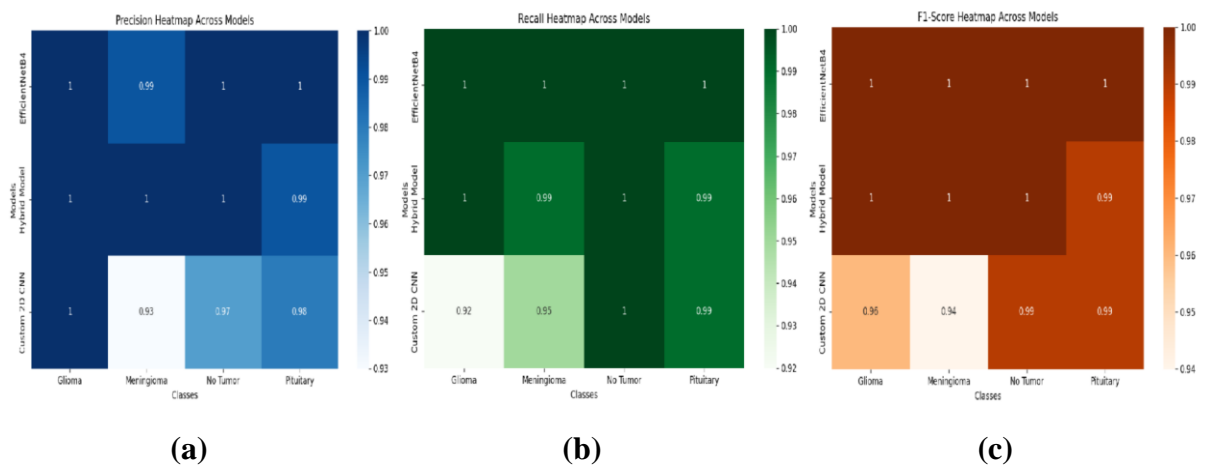 Precision Heatmap Across Models
EfficientNetB4
Hybrid Model
Custom 2D CNN
Models
1 0.99 1 1
1 1 1 0.99
1 0.93 0.97 0.98
Glioma Meningioma No Tumor Pituitary
Classes
1.00
0.99
0.98
0.97
0.96
0.95
0.94
0.93
(a)
Recall Heatmap Across Models
EfficientNetB4
Hybrid Model
Custom 2D CNN
Models
1 1 1 1
1 0.99 1 0.99
0.92 0.95 1 0.99
Glioma Meningioma No Tumor Pituitary
Classes
1.00
0.99
0.98
0.97
0.96
0.95
0.94
0.93
0.92
(b)
F1-Score Heatmap Across Models
EfficientNetB4
Hybrid Model
Custom 2D CNN
Models
1 1 1 1
1 1 1 0.99
0.96 0.94 0.99 0.99
Glioma Meningioma No Tumor Pituitary
Classes
1.00
0.99
0.98
0.97
0.96
0.95
0.94
(c)